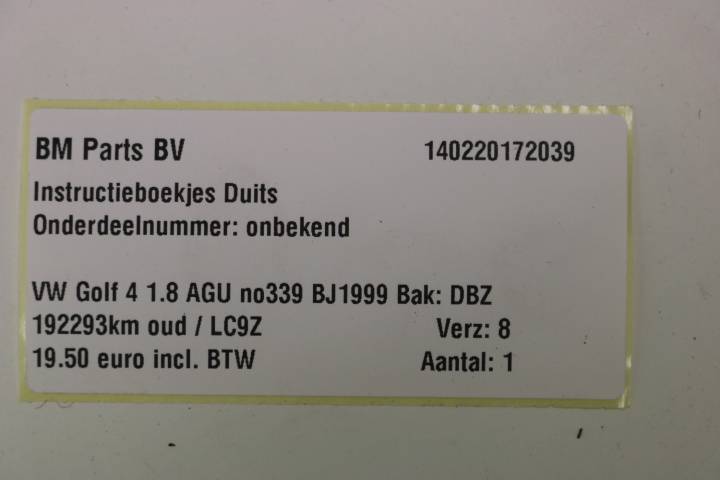 BM Parts BV 140220172039
Instructieboekjes Duits
Onderdeelnummer: onbekend
VW Golf 4 1.8 AGU no339 BJ1999 Bak: DBZ
192293km oud / LC9Z Verz: 8
19.50 euro incl. BTW Aantal: 1